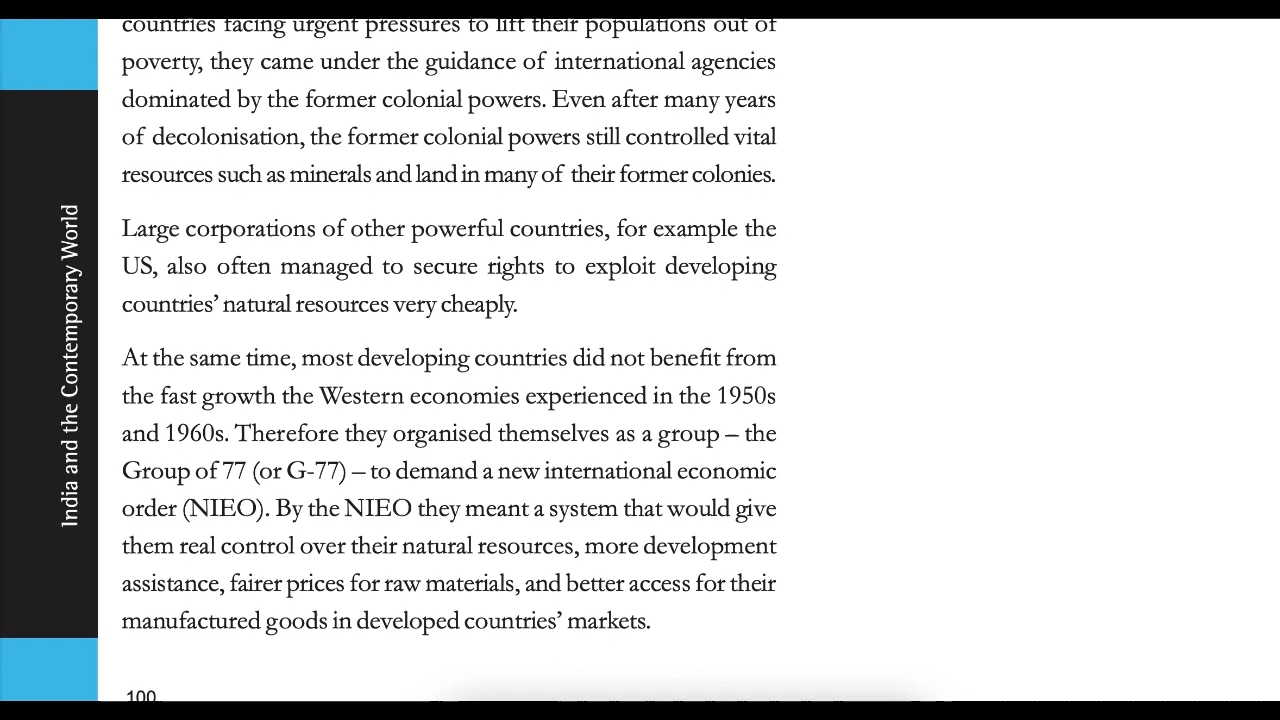 countries facing urgent pressures to lift their populations out of
poverty, they came under the guidance of international agencies
dominated by the former colonial powers. Even after many years
of decolonisation, the former colonial powers still controlled vital
resources such as minerals and land in many of their former colonies.
Large corporations of other powerful countries, for example the
US, also often managed to secure rights to exploit developing
countries’ natural resources very cheaply.
At the same time, most developing countries did not benefit from
the fast growth the Western economies experienced in the 1950s
and 1960s. Therefore they organised themselves as a group – the
Group of 77 (or G-77) – to demand a new international economic
order (NIEO). By the NIEO they meant a system that would give
them real control over their natural resources, more development
assistance, fairer prices for raw materials, and better access for their
manufactured goods in developed countries’ markets.
India and the Contemporary World
100